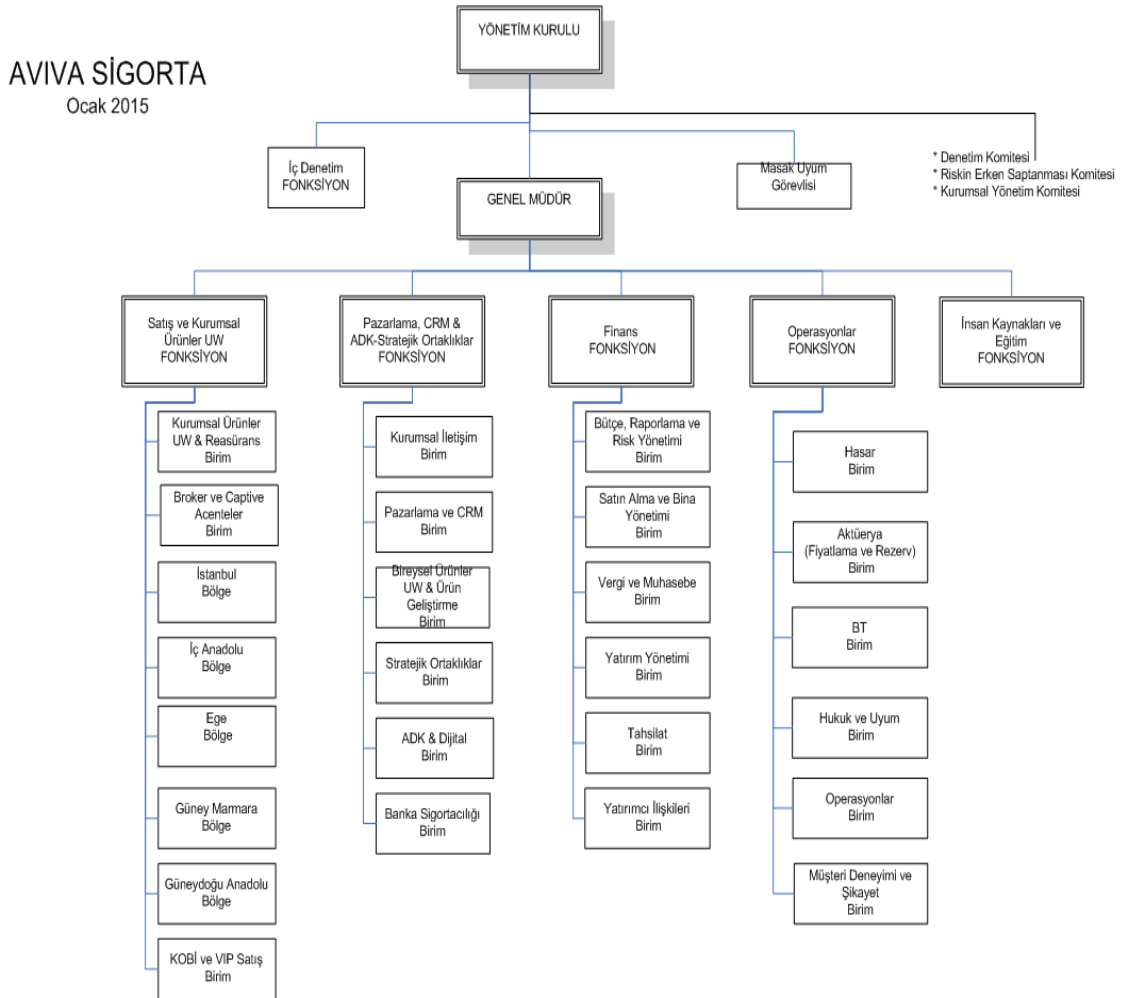 YÖNETİM KURULU
AVIVA SİGORTA
Ocak 2015
İç Denetim
FONKSİYON
Masak Uyum
Görevlisi
* Denetim Komitesi
* Riskin Erken Saptanması Komitesi
* Kurumsal Yönetim Komitesi
GENEL MÜDÜR
Satış ve Kurumsal
Ürünler UW
FONKSİYON
Pazarlama, CRM &
ADK-Stratejik Ortaklıklar
FONKSİYON
Finans
FONKSİYON
Operasyonlar
FONKSİYON
İnsan Kaynakları ve
Eğitim
FONKSİYON
Kurumsal Ürünler
UW & Reasürans
Birim
Broker ve Captive
Acenteler
Birim
İstanbul
Bölge
İç Anadolu
Bölge
Ege
Bölge
Güney Marmara
Bölge
Güneydoğu Anadolu
Bölge
KOBİ ve VIP Satış
Birim
Kurumsal İletişim
Birim
Pazarlama ve CRM
Birim
Bireysel Ürünler
UW & Ürün
Geliştirme
Birim
Stratejik Ortaklıklar
Birim
ADK & Dijital
Birim
Banka Sigortacılığı
Birim
Bütçe, Raporlama ve
Risk Yönetimi
Birim
Satın Alma ve Bina
Yönetimi
Birim
Vergi ve Muhasebe
Birim
Yatırım Yönetimi
Birim
Tahsilat
Birim
Yatırımcı İlişkileri
Birim
Hasar
Birim
Aktüerya
(Fiyatlama ve Rezerv)
Birim
BT
Birim
Hukuk ve Uyum
Birim
Operasyonlar
Birim
Müşteri Deneyimi ve
Şikayet
Birim